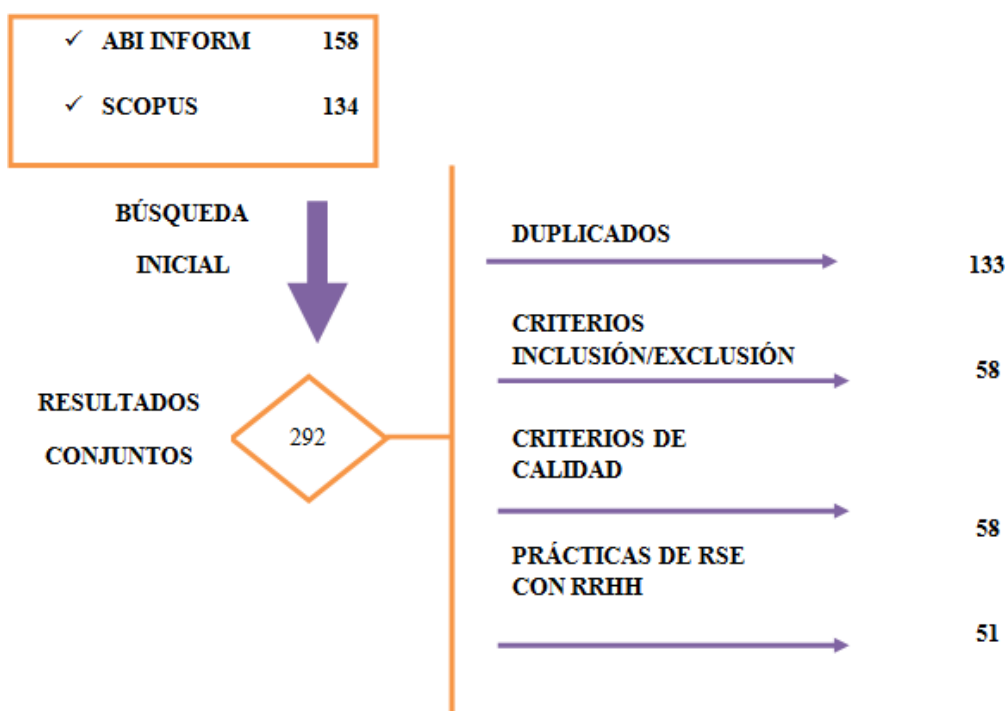 ✓ ABI INFORM 158
✓ SCOPUS 134
BÚSQUEDA
INICIAL
RESULTADOS
CONJUNTOS
292
DUPLICADOS
133
CRITERIOS
INCLUSIÓN/EXCLUSIÓN
58
CRITERIOS DE
CALIDAD
58
PRÁCTICAS DE RSE
CON RRHH
51